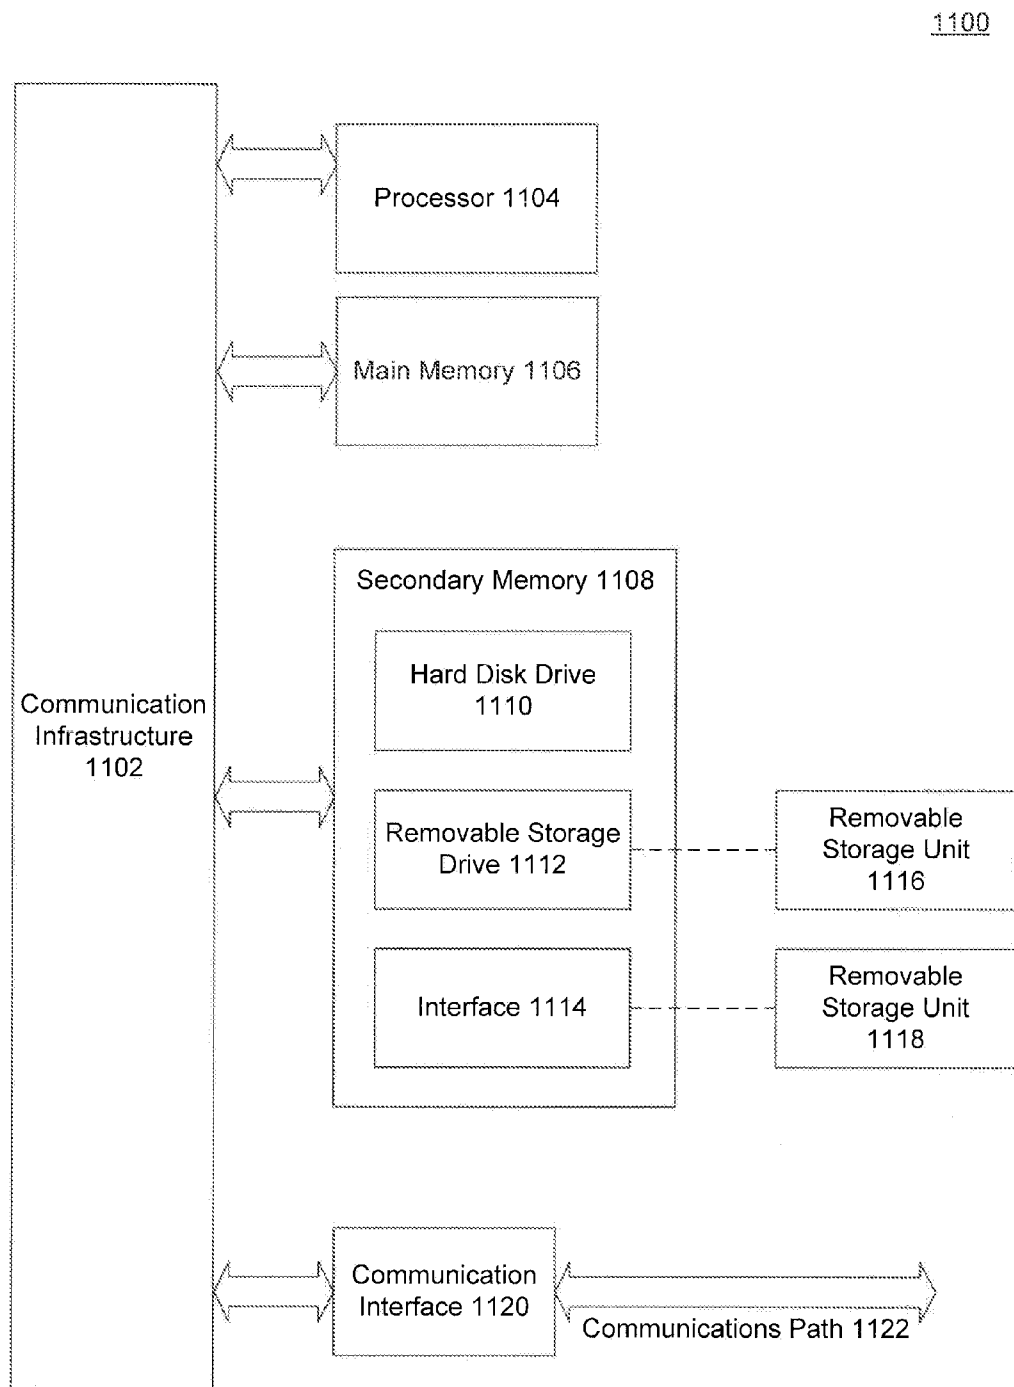 1100
Processor 1104
Main Memory 1106
Secondary Memory 1108
Hard Disk Drive
1110
Communication
Infrastructure
1102
Removable Storage
Drive 1112
Removable
Storage Unit
1116
Interface 1114
Removable
Storage Unit
1118
Communication
Interface 1120
Communications Path 1122